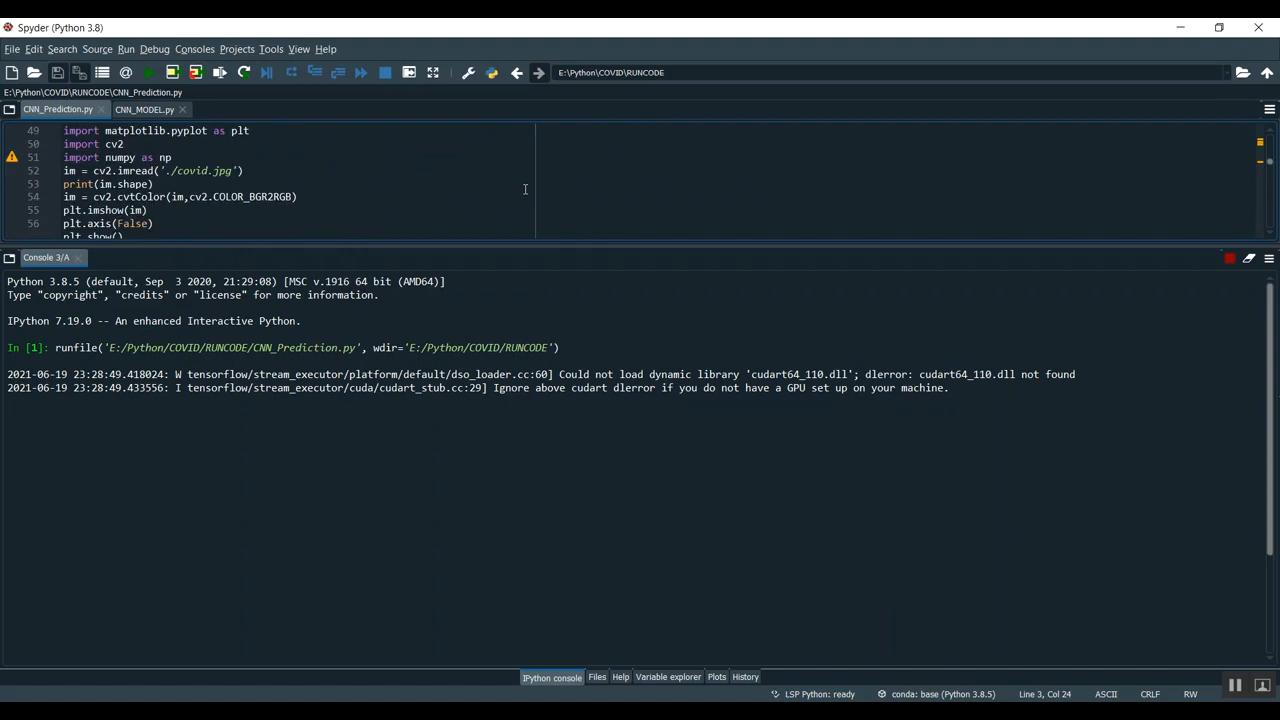 Spyder (Python 3.8)
File Edit Search Source Run Debug Consoles Projects Tools View Help
E:\Python\COVID\RUNCODE
E:\Python\COVID\RUNCODE\CNN_Prediction.py
CNN_Prediction.py CNN_MODEL.py
49 import matplotlib.pyplot as plt
50 import cv2
51 import numpy as np
52 im = cv2.imread('./covid.jpg')
53 print(im.shape)
54 im = cv2.cvtColor(im,cv2.COLOR_BGR2RGB)
55 plt.imshow(im)
56 plt.axis(False)
plt.show()
Console 3/A
Python 3.8.5 (default, Sep  3 2020, 21:29:08) [MSC v.1916 64 bit (AMD64)]
Type "copyright", "credits" or "license" for more information.
IPython 7.19.0 -- An enhanced Interactive Python.
In [1]: runfile('E:/Python/COVID/RUNCODE/CNN_Prediction.py', wdir='E:/Python/COVID/RUNCODE')
2021-06-19 23:28:49.418024: W tensorflow/stream_executor/platform/default/dso_loader.cc:60] Could not load dynamic library 'cudart64_110.dll'; dlerror: cudart64_110.dll not found
2021-06-19 23:28:49.433556: I tensorflow/stream_executor/cuda/cudart_stub.cc:29] Ignore above cudart dlerror if you do not have a GPU set up on your machine.
IPython console Files Help Variable explorer Plots History
LSP Python: ready conda: base (Python 3.8.5) Line 3, Col 24 ASCII CRLF RW